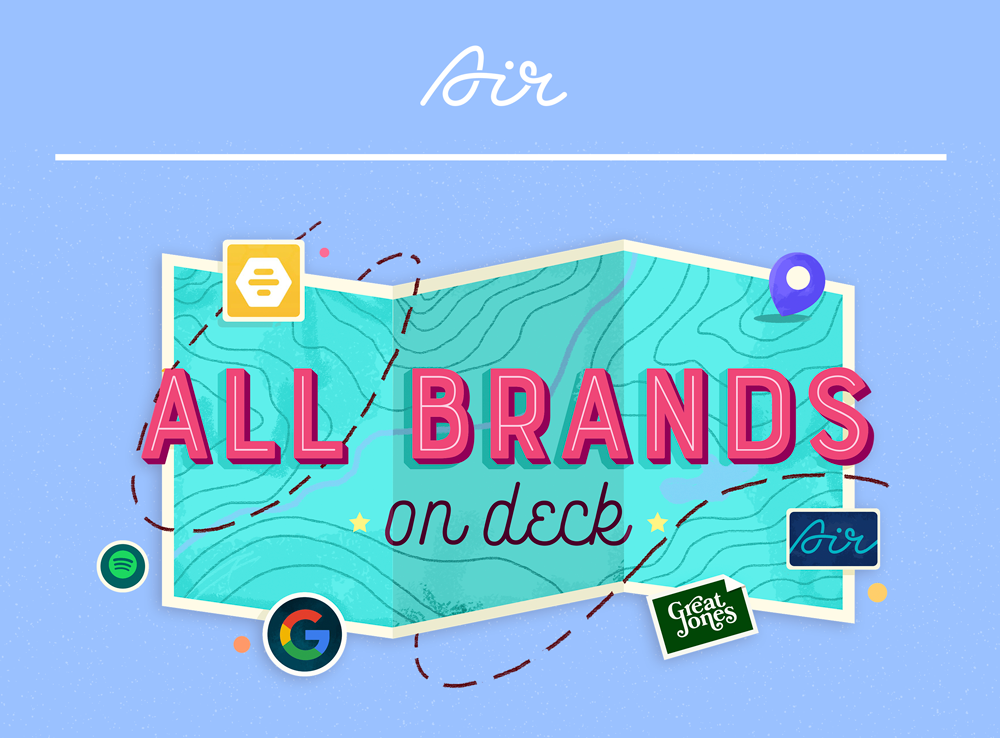 Air
ALL BRANDS
on deck
Air
Great
Jones
G